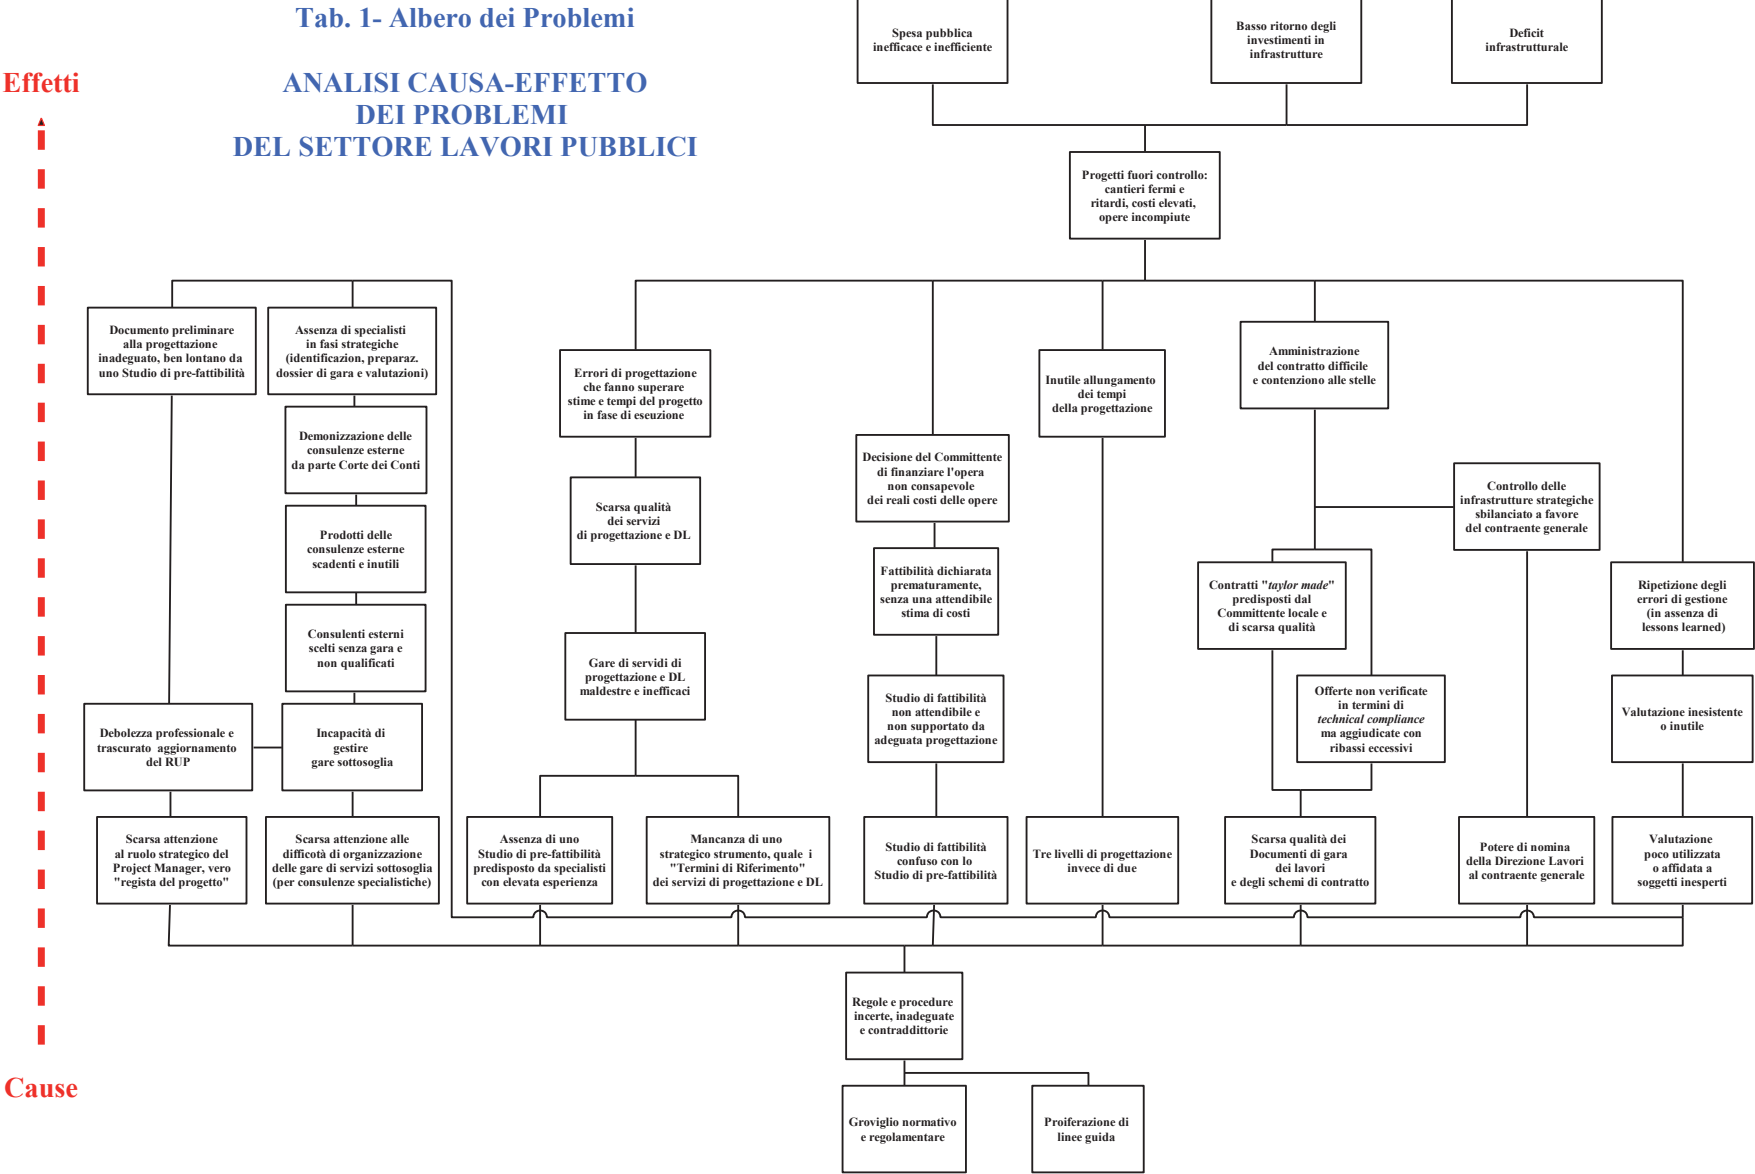 Tab. 1- Albero dei Problemi
ANALISI CAUSA-EFFETTO
DEI PROBLEMI
DEL SETTORE LAVORI PUBBLICI
Effetti
Spesa pubblica
inefficace e inefficiente
Basso ritorno degli
investimenti in
infrastrutture
Deficit
infrastrutturale
Progetti fuori controllo:
cantieri fermi e
ritardi, costi elevati,
opere incompiute
Documento preliminare
alla progettazione
inadeguato, ben lontano da
uno Studio di pre-fattibilità
Assenza di specialisti
in fasi strategiche
(identificazion, preparaz.
dossier di gara e valutazioni)
Demonizzazione delle
consulenze esterne
da parte Corte dei Conti
Prodotti delle
consulenze esterne
scadenti e inutili
Consulenti esterni
scelti senza gara e
non qualificati
Debolezza professionale e
trascurato aggiornamento
del RUP
Incapacità di
gestire
gare sottosoglia
Errori di progettazione
che fanno superare
stime e tempi del progetto
in fase di eseuzione
Scarsa qualità
dei servizi
di progettazione e DL
Gare di servidi di
progettazione e DL
maldestre e inefficaci
Decisione del Committente
di finanziare l'opera
non consapevole
dei reali costi delle opere
Fattibilità dichiarata
prematuramente,
senza una attendibile
stima di costi
Studio di fattibilità
non attendibile e
non supportato da
adeguata progettazione
Inutile allungamento
dei tempi
della progettazione
Amministrazione
del contratto difficile
e contenziono alle stelle
Controllo delle
infrastrutture strategiche
sbilanciato a favore
del contraente generale
Contratti "taylor made"
predisposti dal
Committente locale e
di scarsa qualità
Offerte non verificate
in termini di
technical compliance
ma aggiudicate con
ribassi eccessivi
Ripetizione degli
errori di gestione
(in assenza di
lessons learned)
Valutazione inesistente
o inutile
Scarsa attenzione
al ruolo strategico del
Project Manager, vero
"regista del progetto"
Scarsa attenzione alle
difficotà di organizzazione
delle gare di servizi sottosoglia
(per consulenze specialistiche)
Assenza di uno
Studio di pre-fattibilità
predisposto da specialisti
con elevata esperienza
Mancanza di uno
strategico strumento, quale i
"Termini di Riferimento"
dei servizi di progettazione e DL
Studio di fattibilità
confuso con lo
Studio di pre-fattibilità
Tre livelli di progettazione
invece di due
Scarsa qualità dei
Documenti di gara
dei lavori
e degli schemi di contratto
Potere di nomina
della Direzione Lavori
al contraente generale
Valutazione
poco utilizzata
o affidata a
soggetti inesperti
Regole e procedure
incerte, inadeguate
e contraddittorie
Cause
Groviglio normativo
e regolamentare
Proiferazione di
linee guida